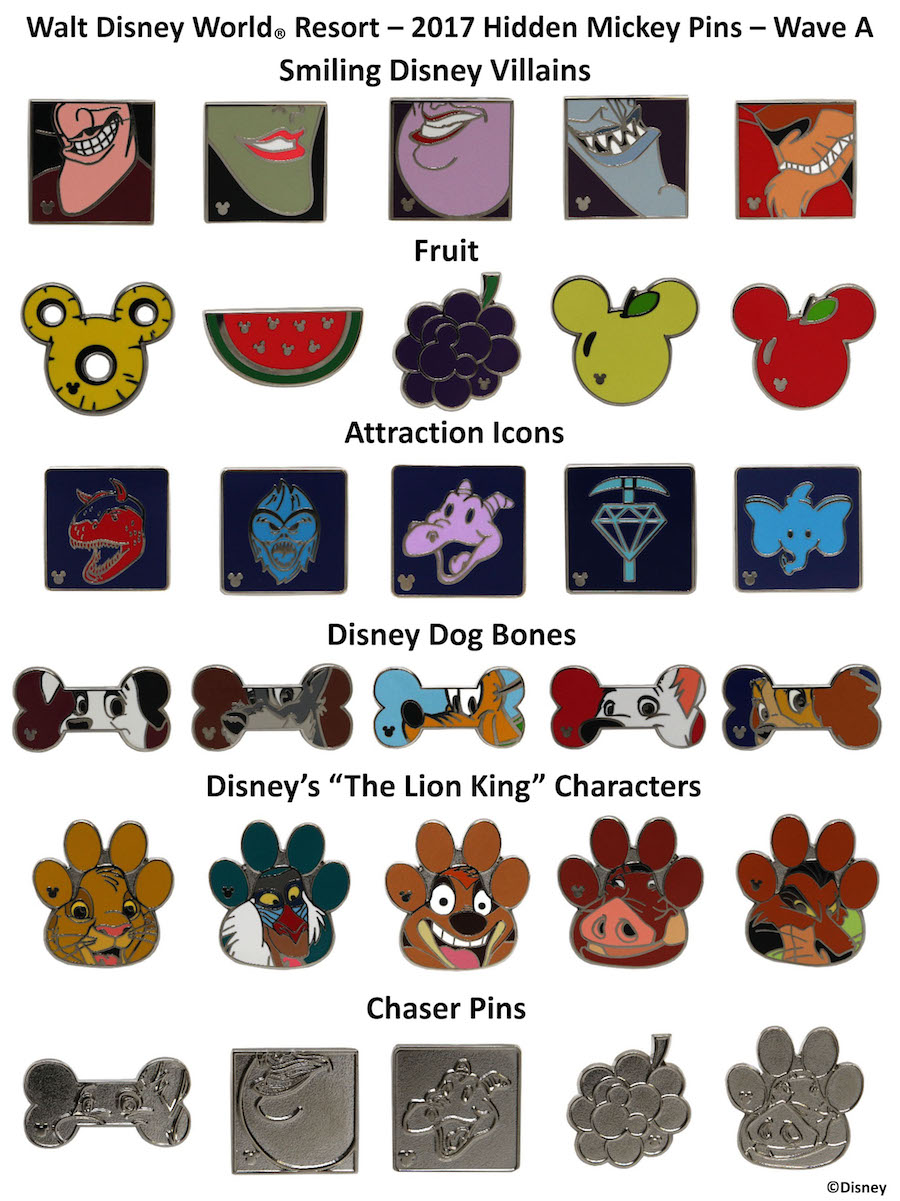 Walt Disney World® Resort – 2017 Hidden Mickey Pins – Wave A
Smiling Disney Villains
Fruit
Attraction Icons
Disney Dog Bones
Disney’s “The Lion King” Characters
Chaser Pins
©Disney